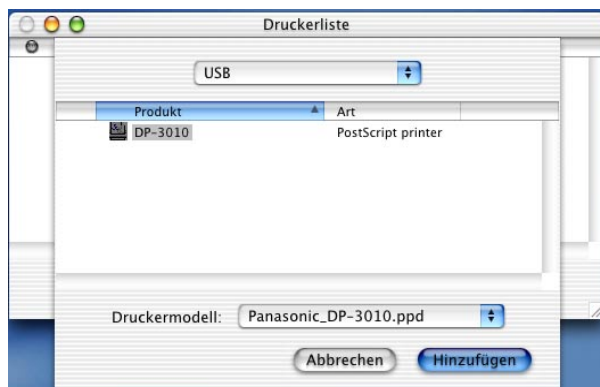 Druckerliste
USB
Produkt Art
DP-3010 PostScript printer
Druckermodell: Panasonic_DP-3010.ppd
Abbrechen Hinzufügen